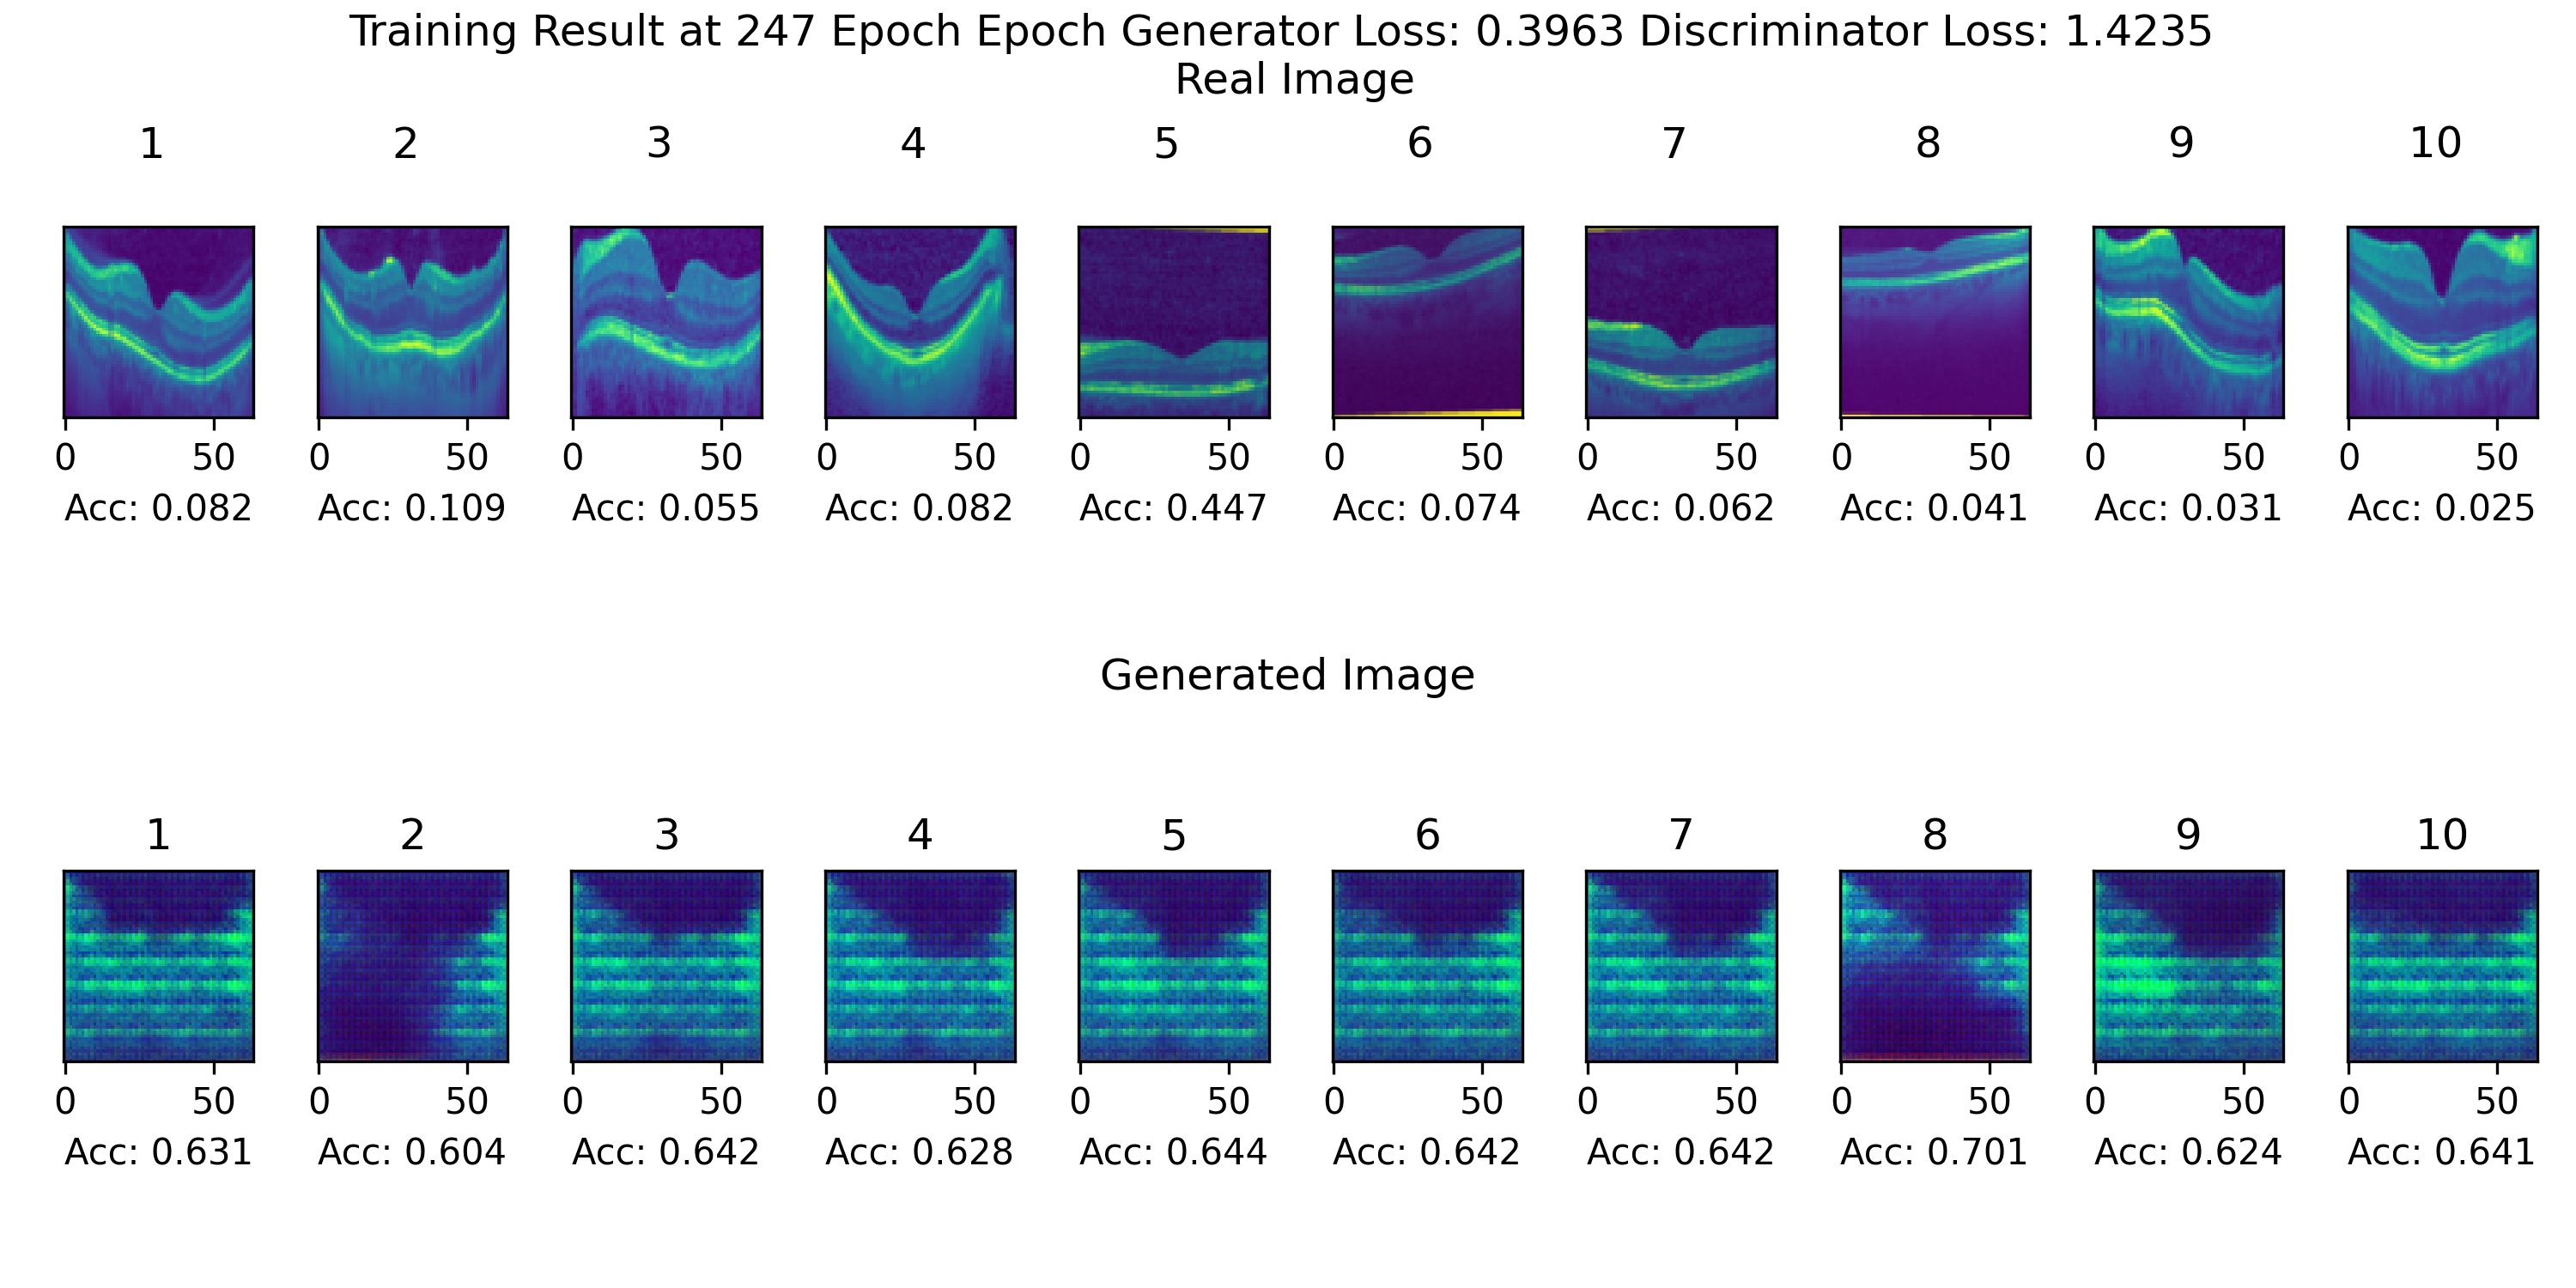 Training Result at 247 Epoch Epoch Generator Loss: 0.3963 Discriminator Loss: 1.4235
Real Image
1 2 3 4 5 6 7 8 9 10
0 50 0 50 0 50 0 50 0 50 0 50 0 50 0 50 0 50 0 50
Acc: 0.082 Acc: 0.109 Acc: 0.055 Acc: 0.082 Acc: 0.447 Acc: 0.074 Acc: 0.062 Acc: 0.041 Acc: 0.031 Acc: 0.025
Generated Image
1 2 3 4 5 6 7 8 9 10
0 50 0 50 0 50 0 50 0 50 0 50 0 50 0 50 0 50 0 50
Acc: 0.631 Acc: 0.604 Acc: 0.642 Acc: 0.628 Acc: 0.644 Acc: 0.642 Acc: 0.642 Acc: 0.701 Acc: 0.624 Acc: 0.641